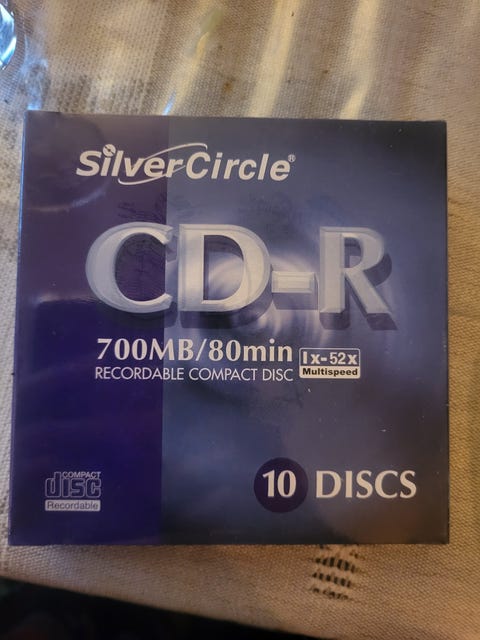 SilverCircle®
CD-R
700MB/80min
RECORDABLE COMPACT DISC
1x-52x
Multispeed
COMPACT
disc
Recordable
10 DISCS